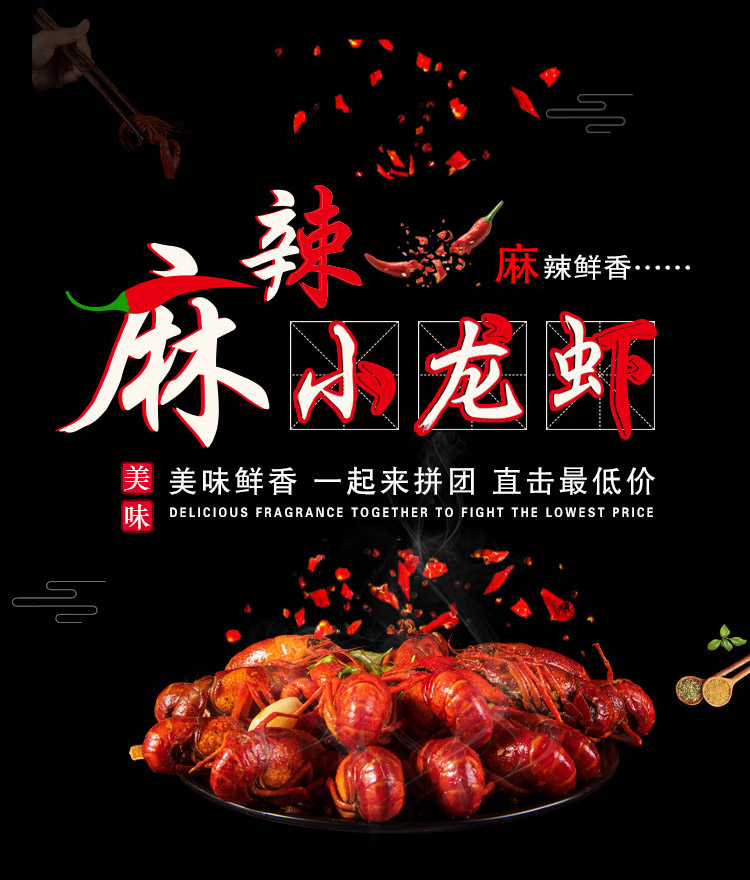 麻辣
麻辣鲜香……
小龙虾
美味
美味鲜香 一起来拼团 直击最低价
DELICIOUS FRAGRANCE TOGETHER TO FIGHT THE LOWEST PRICE